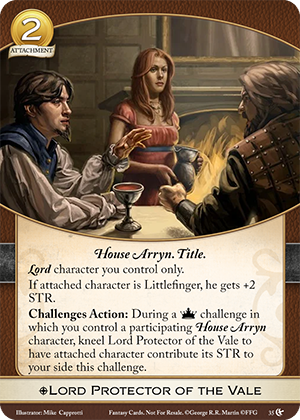 2
ATTACHMENT
House Arryn. Title.
Lord character you control only.
If attached character is Littlefinger, he gets +2
STR.
Challenges Action: During a challenge in
which you control a participating House Arryn
character, kneel Lord Protector of the Vale to
have attached character contribute its STR to
your side this challenge.
LORD PROTECTOR OF THE VALE
Illustrator: Mike Capprotti
Fantasy Cards. Not For Resale. ©George R.R. Martin ©FFG
35